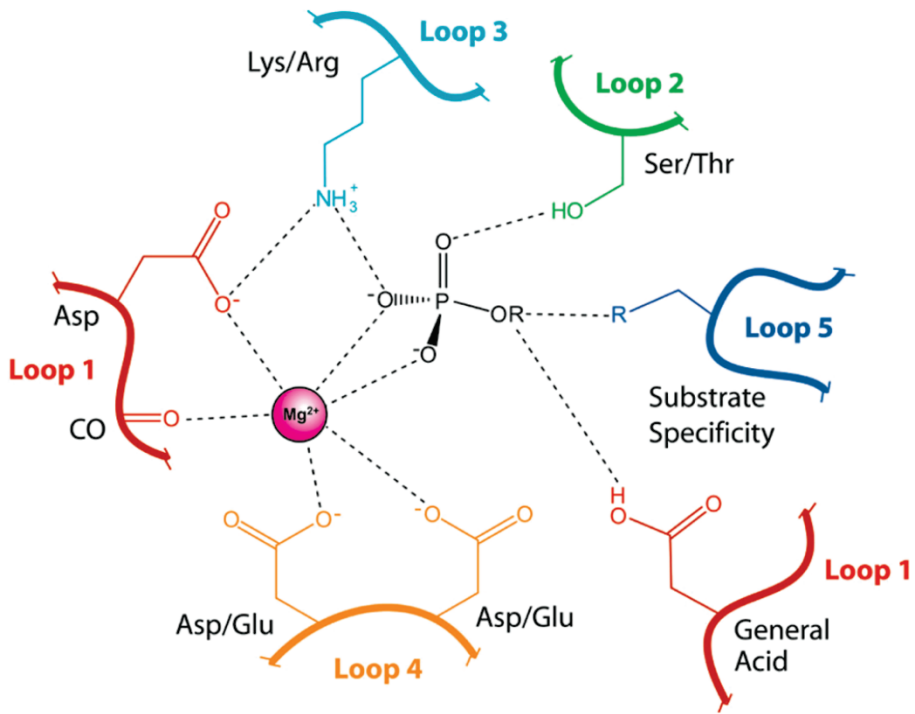 Loop 3
Lys/Arg
Loop 2
Ser/Thr
HO
NH3+
O
O
O-
-O
P
OR
R
-O
Asp
Loop 1
Loop 5
CO
O
Mg2+
Substrate
Specificity
H
O
O
O
O-
-O
O
Loop 1
Asp/Glu
Asp/Glu
General
Acid
Loop 4